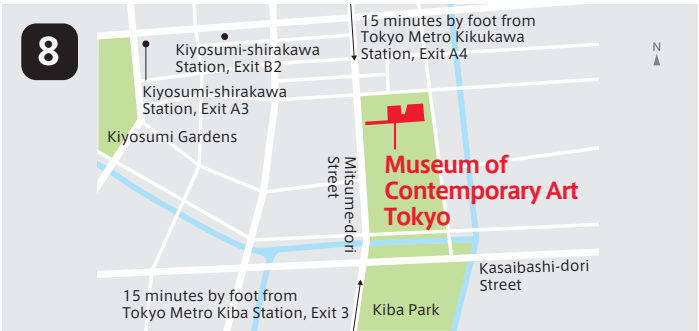 8
15 minutes by foot from
Tokyo Metro Kikukawa
Station, Exit A4
N
Kiyosumi-shirakawa
Station, Exit B2
Kiyosumi-shirakawa
Station, Exit A3
Kiyosumi Gardens
Mitsume-dori
Street
Museum of
Contemporary Art
Tokyo
Kasaibashi-dori
Street
15 minutes by foot from
Tokyo Metro Kiba Station, Exit 3
Kiba Park